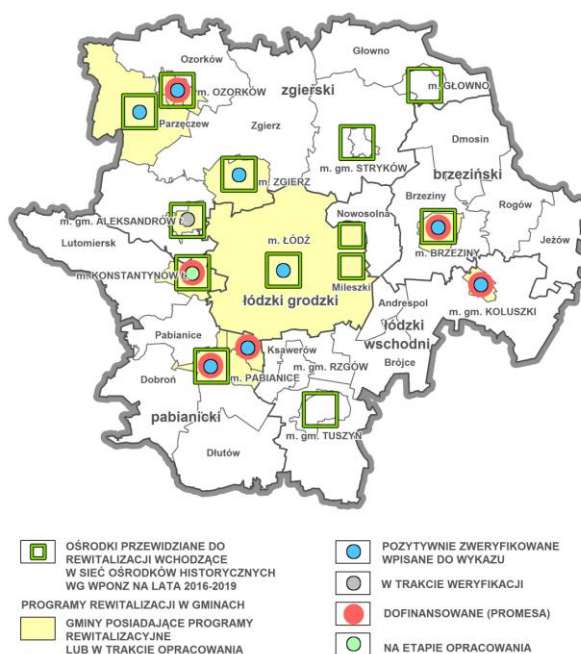 Ozorków
Głowno
m. OZORKÓW
zgierski
m. GŁOWNO
Parzęczew
Zgierz
Dmosin
m. gm. STRYKÓW
brzeziński
m. ZGIERZ
Brzeziny
Rogów
m. gm. ALEKSANDRÓW Ł.
Nowosolna
Lutomiersk
m. ŁÓDŹ
m. BRZEZINY
Jeżów
m. KONSTANTYNÓW Ł.
Mileszki
łódzki grodzki
Andrespol
m. gm. KOLUSZKI
Pabianice
łódzki
Ksawerów
wschodni
Brójce
m. gm. RZGÓW
Dobroń
m. PABIANICE
pabianicki
m. gm. TUSZYN
Dłutów
OŚRODKI PRZEWIDZIANE DO
REWITALIZACJI WCHODZĄCE
W SIEĆ OŚRODKÓW HISTORYCZNYCH
WG WPONZ NA LATA 2016-2019
PROGRAMY REWITALIZACJI W GMINACH
GMINY POSIADAJĄCE PROGRAMY
REWITALIZACYJNE
LUB W TRAKCIE OPRACOWANIA
POZYTYWNIE ZWERYFIKOWANE
WPISANE DO WYKAZU
W TRAKCIE WERYFIKACJI
DOFINANSOWANE (PROMESA)
NA ETAPIE OPRACOWANIA